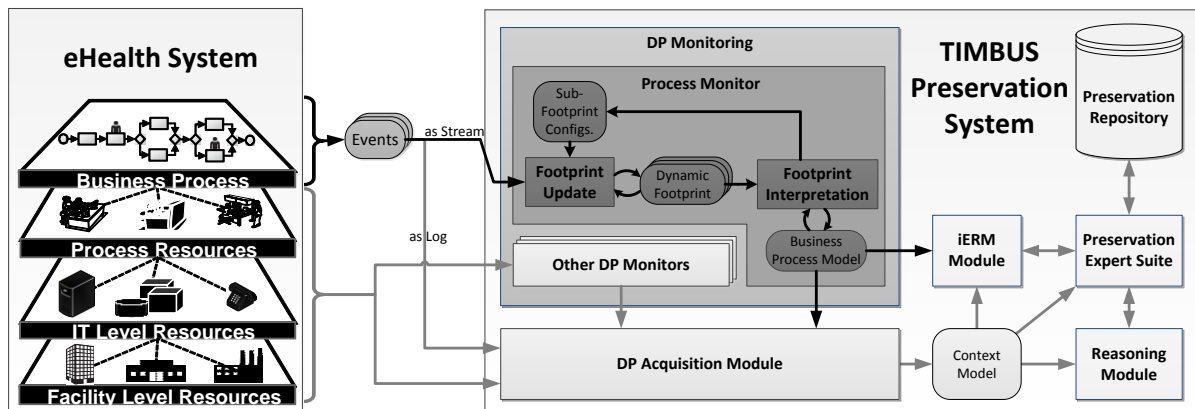 eHealth System
Business Process
Process Resources
IT Level Resources
Facility Level Resources
Events
as Stream
as Log
DP Monitoring
Process Monitor
Sub-
Footprint
Configs.
Footprint
Update
Dynamic
Footprint
Footprint
Interpretation
Business
Process Model
Other DP Monitors
DP Acquisition Module
TIMBUS
Preservation
System
Preservation
Repository
iERM
Module
Preservation
Expert Suite
Context
Model
Reasoning
Module